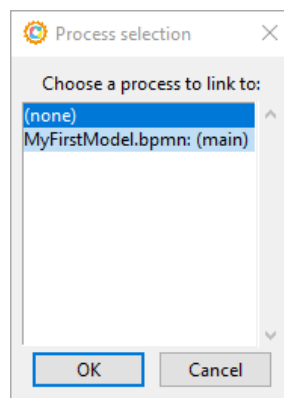 Process selection
Choose a process to link to:
(none)
MyFirstModel.bpmn: (main)
OK Cancel